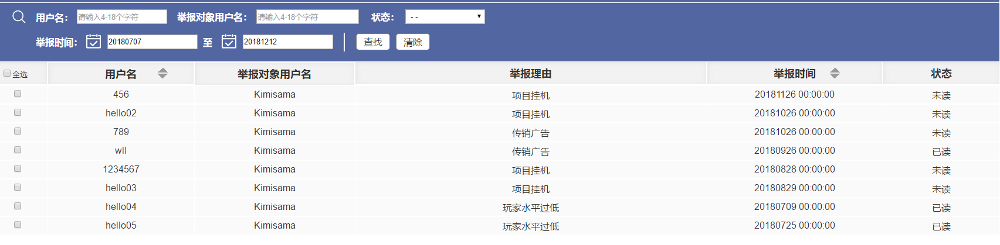 用户名： 请输入4-18个字符 举报对象用户名： 请输入4-18个字符 状态： - -
举报时间： 20180707 至 20181212 查找 清除
全选 用户名 举报对象用户名 举报理由 举报时间 状态
456 Kimisama 项目挂机 20181126 00:00:00 未读
hello02 Kimisama 项目挂机 20181026 00:00:00 未读
789 Kimisama 传销广告 20181026 00:00:00 未读
wll Kimisama 传销广告 20180926 00:00:00 已读
1234567 Kimisama 项目挂机 20180828 00:00:00 未读
hello03 Kimisama 项目挂机 20180829 00:00:00 未读
hello04 Kimisama 玩家水平过低 20180709 00:00:00 已读
hello05 Kimisama 玩家水平过低 20180725 00:00:00 已读